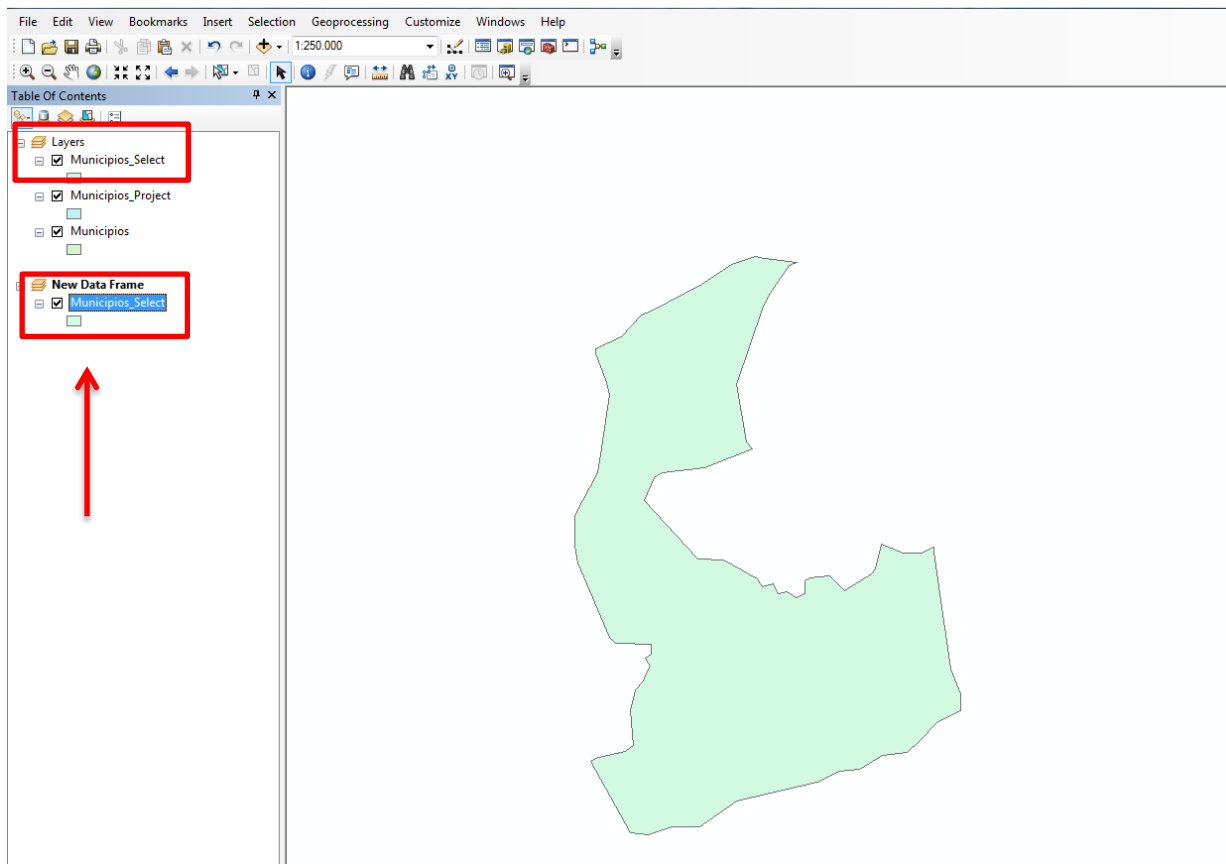 File Edit View Bookmarks Insert Selection Geoprocessing Customize Windows Help
1:250.000
Table Of Contents
Layers
Municipios_Select
Municipios_Project
Municipios
New Data Frame
Municipios_Select